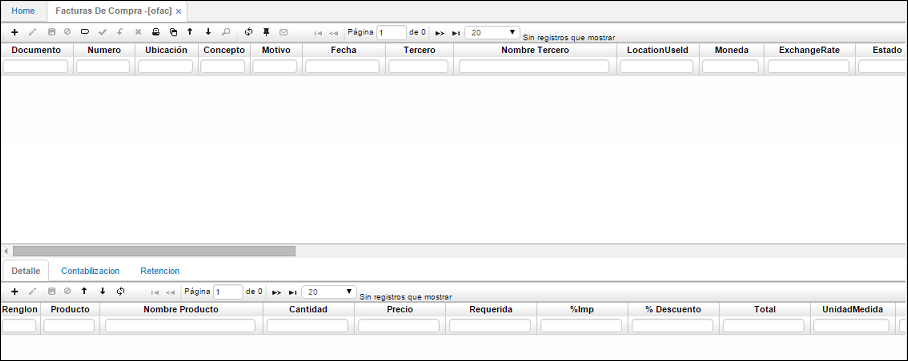 Home Facturas De Compra -[ofac] ×
Página 1 de 0 20 Sin registros que mostrar
Documento Numero Ubicación Concepto Motivo Fecha Tercero Nombre Tercero LocationUseId Moneda ExchangeRate Estado
Detalle Contabilizacion Retencion
Página 1 de 0 20 Sin registros que mostrar
Renglon Producto Nombre Producto Cantidad Precio Requerida %Imp % Descuento Total UnidadMedida